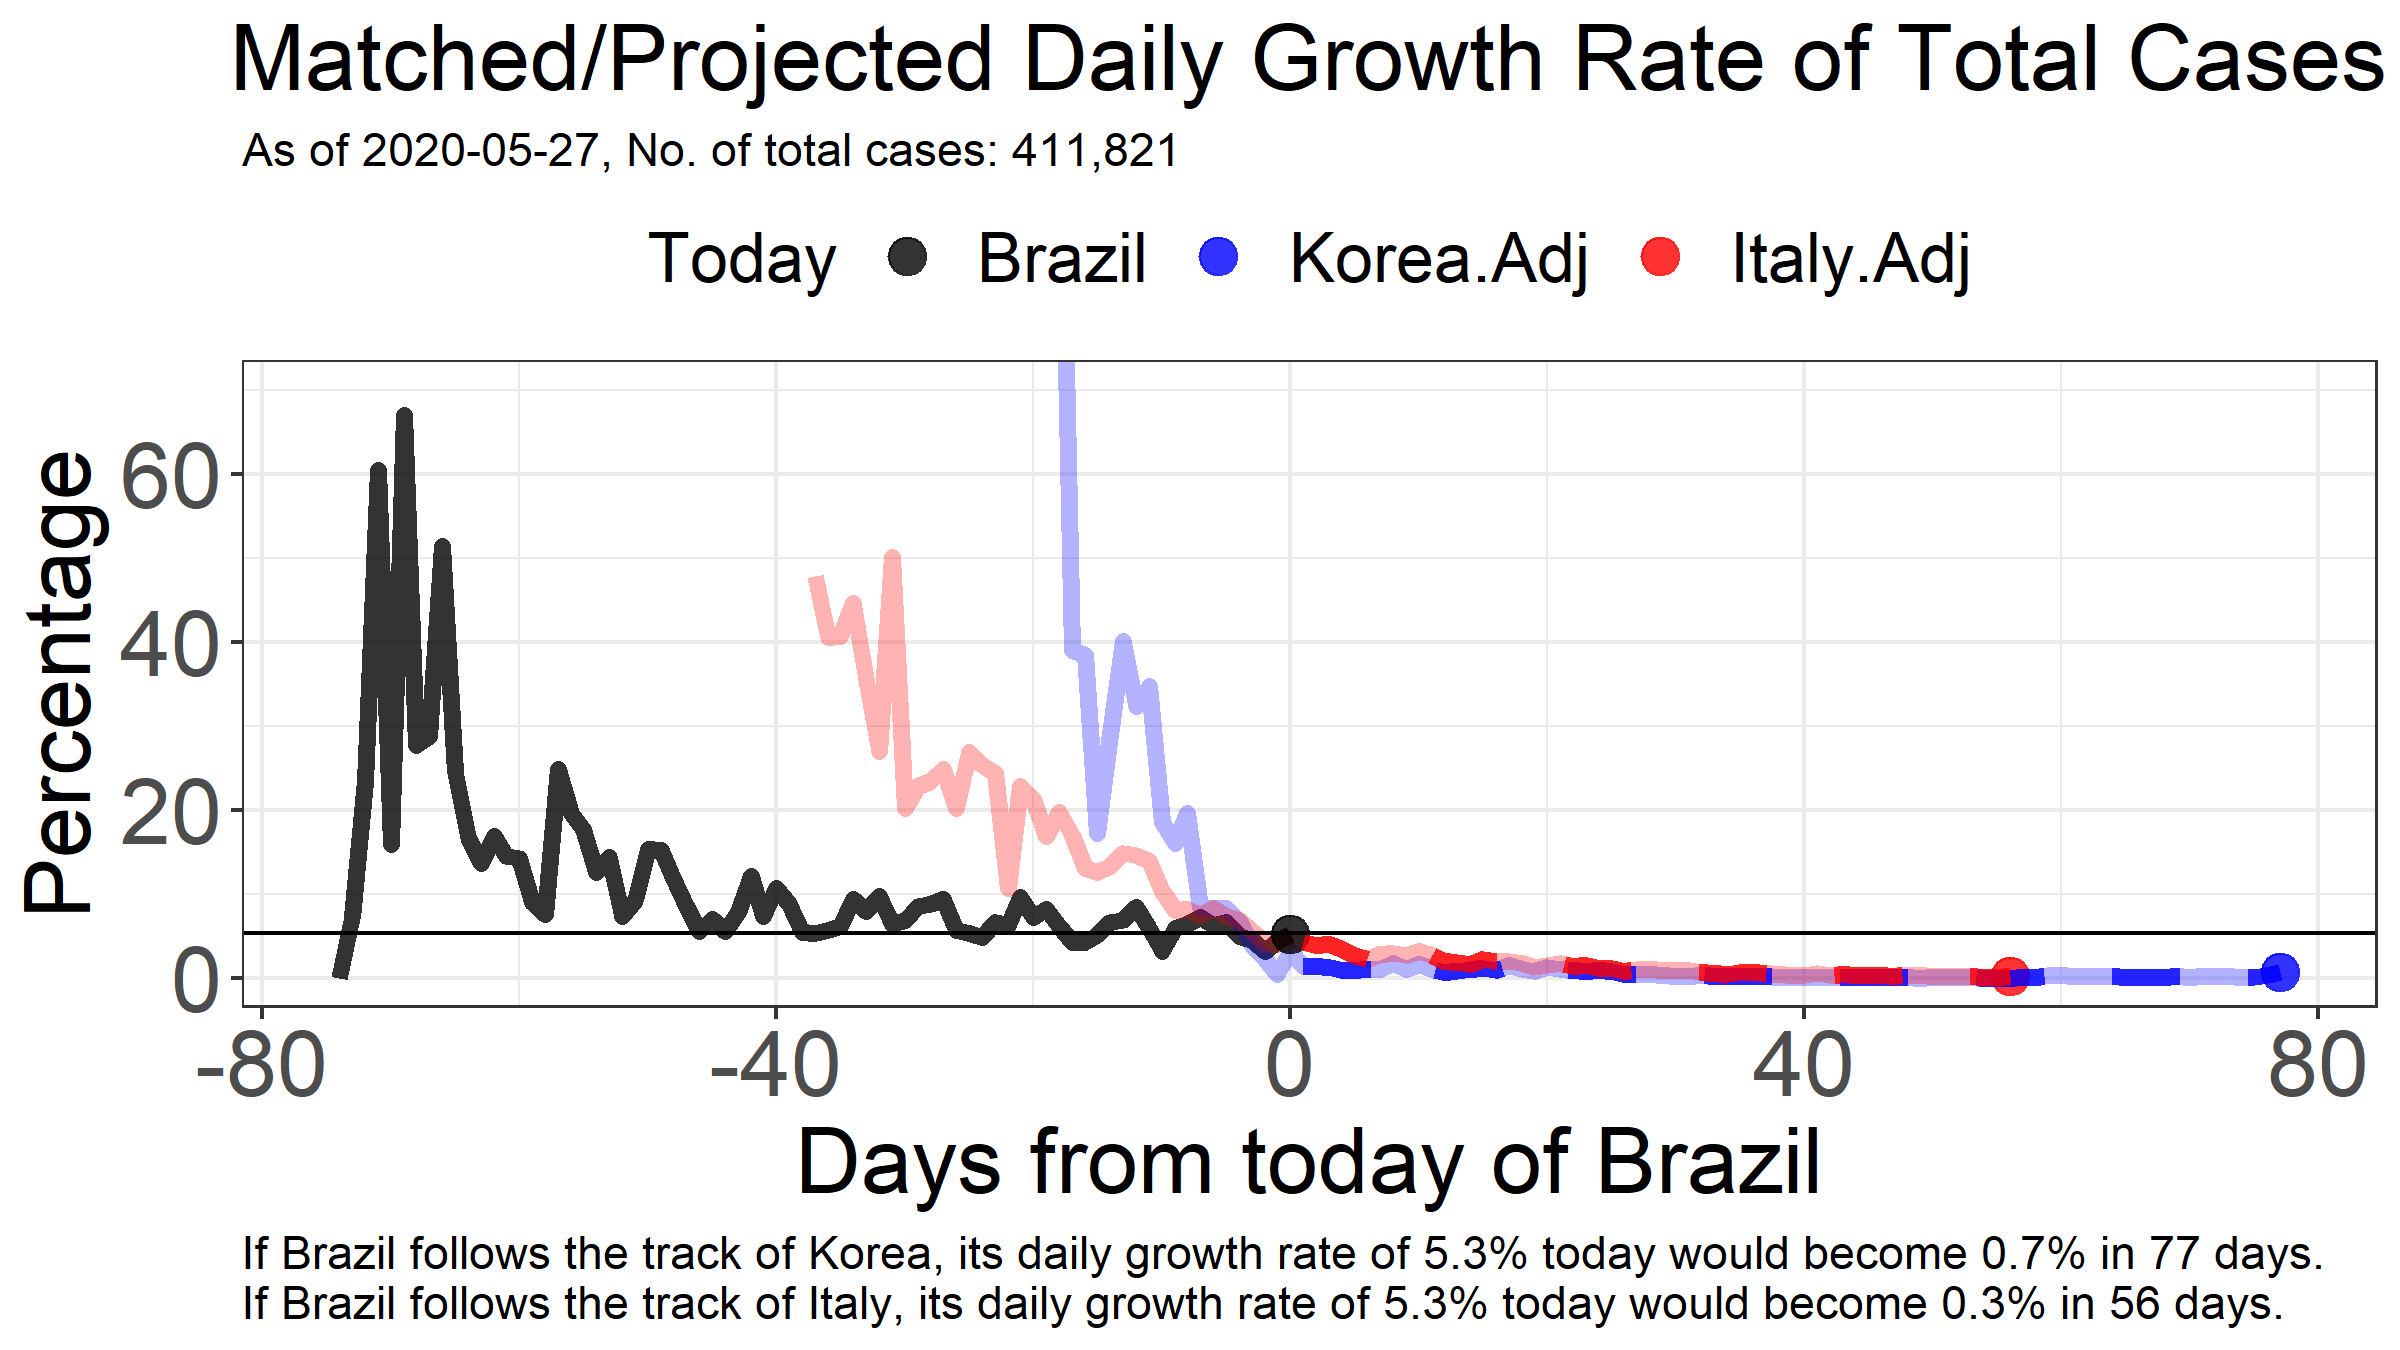 Matched/Projected Daily Growth Rate of Total Cases
As of 2020-05-27, No. of total cases: 411,821
Today Brazil Korea.Adj Italy.Adj
Percentage
60
40
20
0
-80 -40 0 40 80
Days from today of Brazil
If Brazil follows the track of Korea, its daily growth rate of 5.3% today would become 0.7% in 77 days.
If Brazil follows the track of Italy, its daily growth rate of 5.3% today would become 0.3% in 56 days.